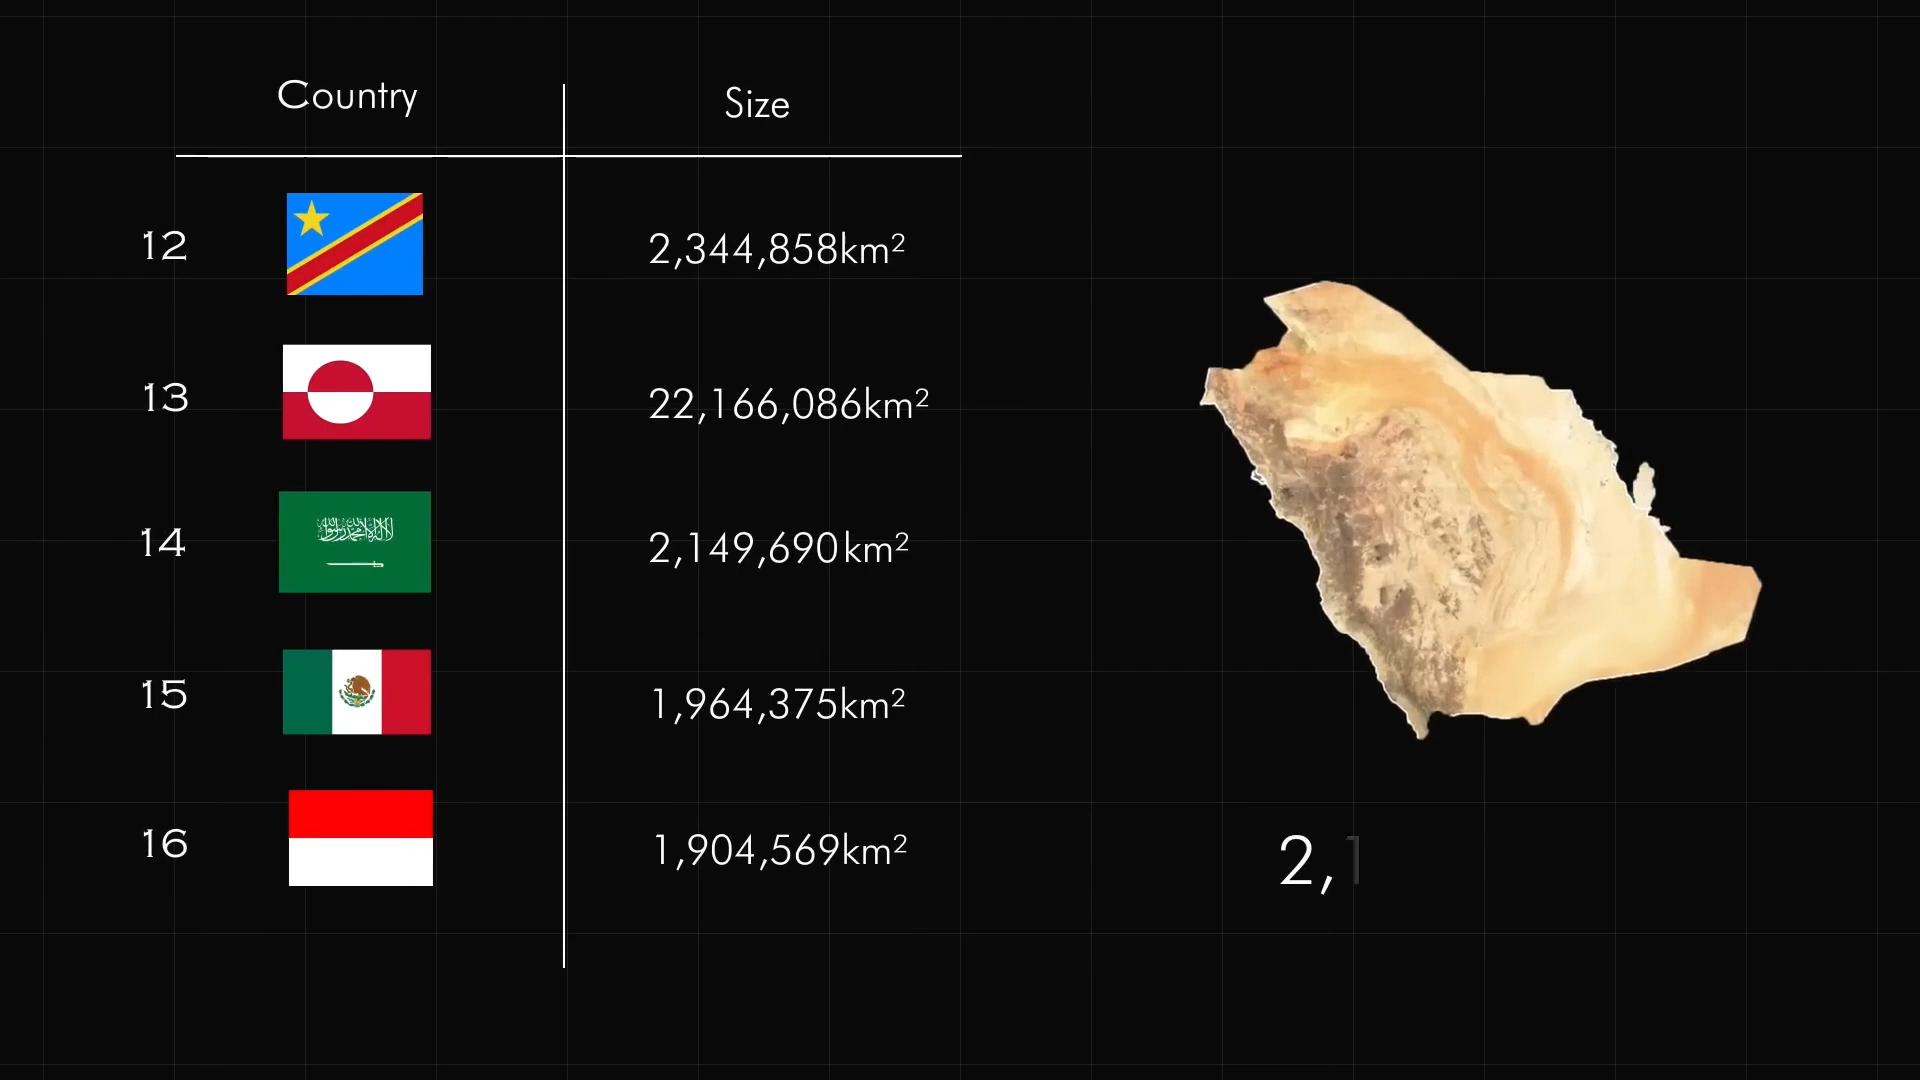 Country Size
12 2,344,858km²
13 22,166,086km²
14 2,149,690km²
15 1,964,375km²
16 1,904,569km²
2,1